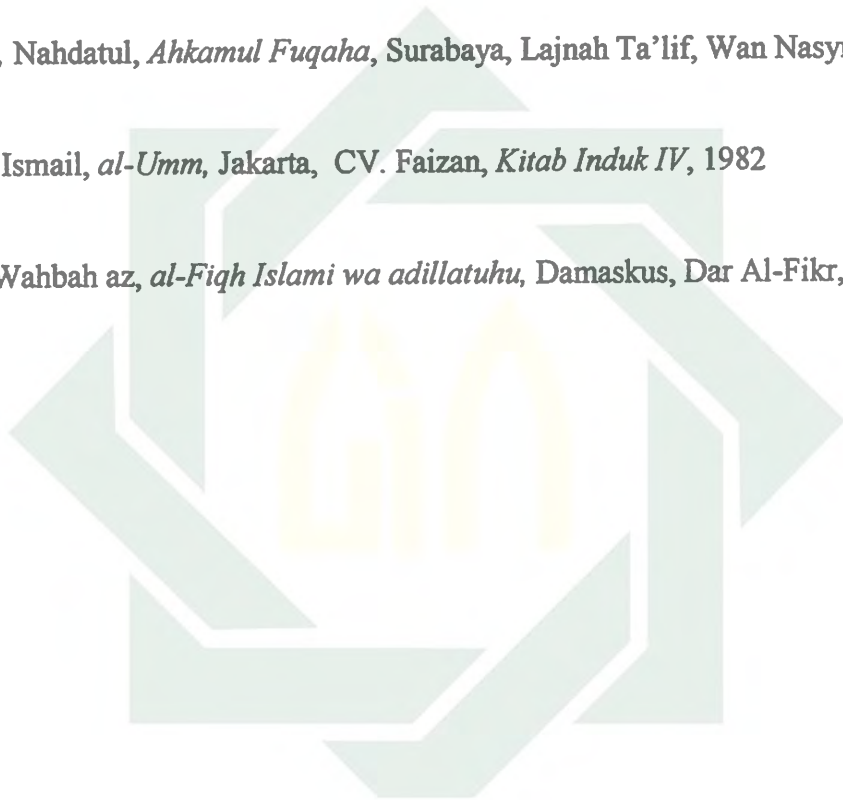 , Nahdatul, Ahkamul Fuqaha, Surabaya, Lajnah Ta’lif, Wan Nasy
Ismail, al-Umm, Jakarta, CV. Faizan, Kitab Induk IV, 1982
Wahbah az, al-Fiqh Islami wa adillatuhu, Damaskus, Dar Al-Fikr,